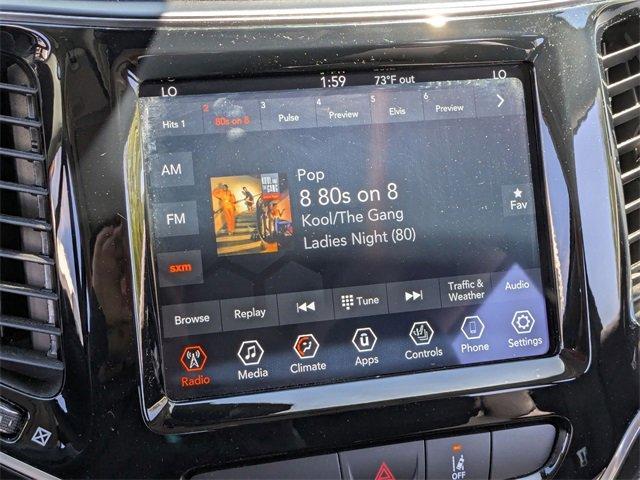 1:59 73°F out
LO LO
Hits 1 2 80s on 8 3 Pulse 4 Preview 5 Elvis 6 Preview
AM
FM
sxm
Pop
8 80s on 8
Kool/The Gang
Ladies Night (80)
Fav
Browse Replay Tune Traffic & Weather Audio
Radio Media Climate Apps Controls Phone Settings
OFF